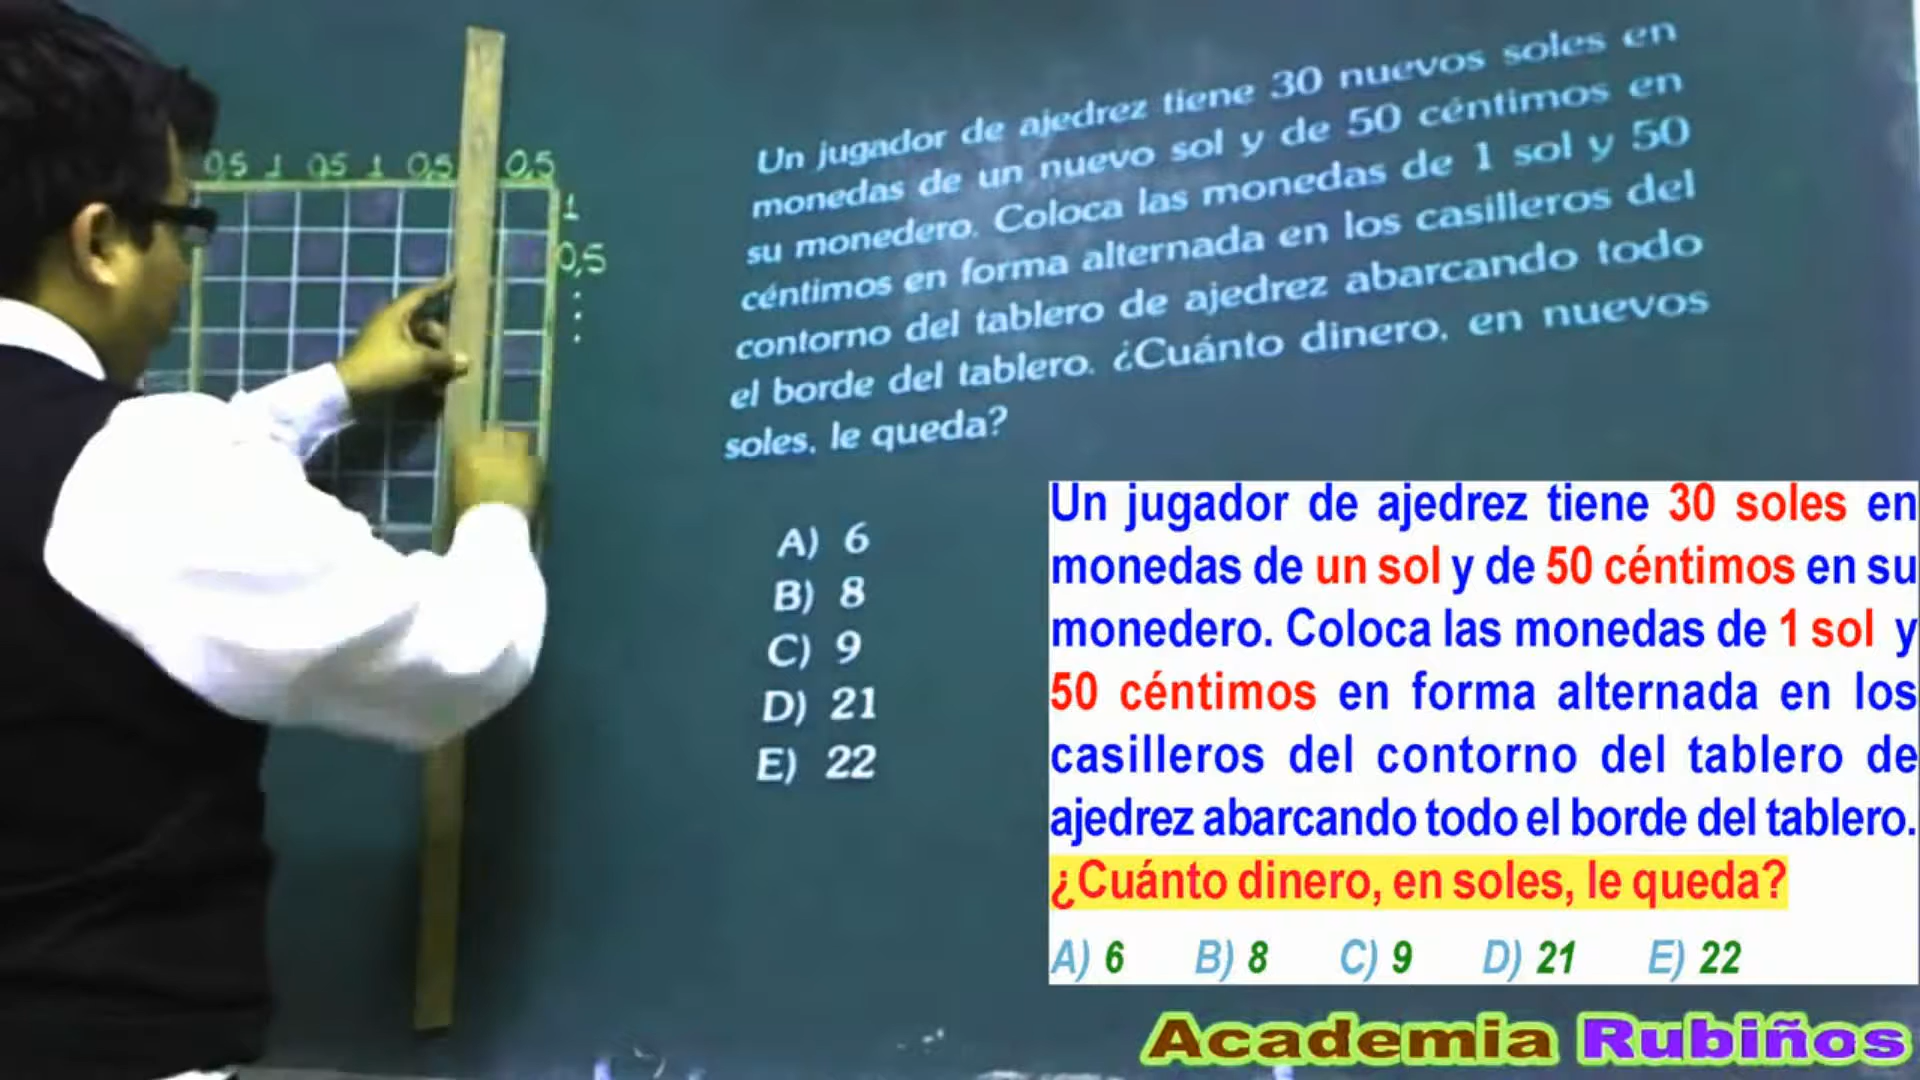 0,5 1 0,5 1 0,5 0,5
1
0,5
Un jugador de ajedrez tiene 30 nuevos soles en
monedas de un nuevo sol y de 50 céntimos en
su monedero. Coloca las monedas de 1 sol y 50
céntimos en forma alternada en los casilleros del
contorno del tablero de ajedrez abarcando todo
el borde del tablero. ¿Cuánto dinero, en nuevos
soles, le queda?
A) 6
B) 8
C) 9
D) 21
E) 22
Un jugador de ajedrez tiene 30 soles en
monedas de un sol y de 50 céntimos en su
monedero. Coloca las monedas de 1 sol y
50 céntimos en forma alternada en los
casilleros del contorno del tablero de
ajedrez abarcando todo el borde del tablero.
¿Cuánto dinero, en soles, le queda?
A) 6 B) 8 C) 9 D) 21 E) 22
Academia Rubiños